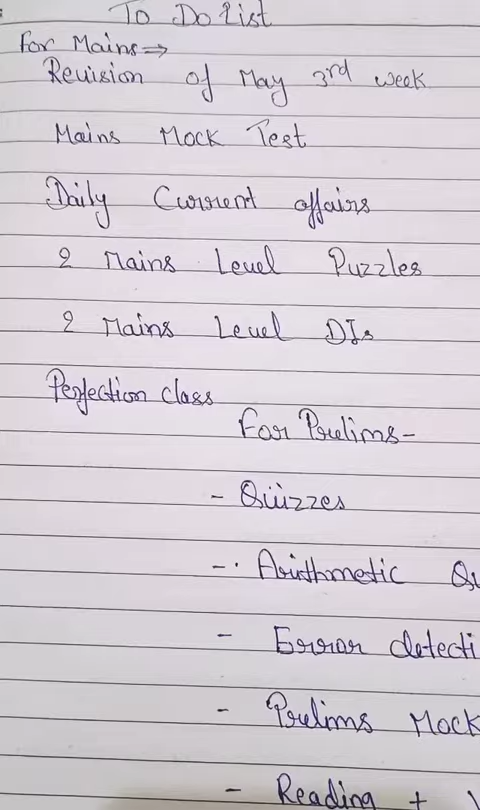 To Do List
For Mains⇒
Revision of May 3rd week
Mains Mock Test
Daily Current affairs
2 Mains Level Puzzles
2 Mains Level DIs
Perfection class
For Prelims-
- Quizzes
- · Arithmetic
- Error
- Prelims Mock
- Reading +